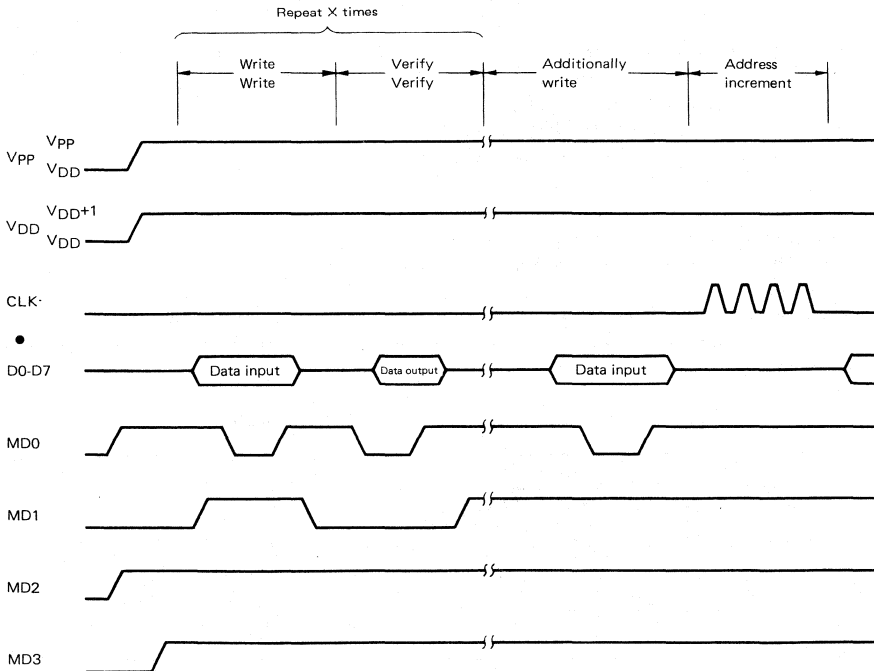 Repeat X times
Write Verify Additionally Address
Write Verify write increment
VPP VPP
VDD
VDD VDD+1
VDD
CLK·
D0-D7 Data input Data output Data input
MD0
MD1
MD2
MD3